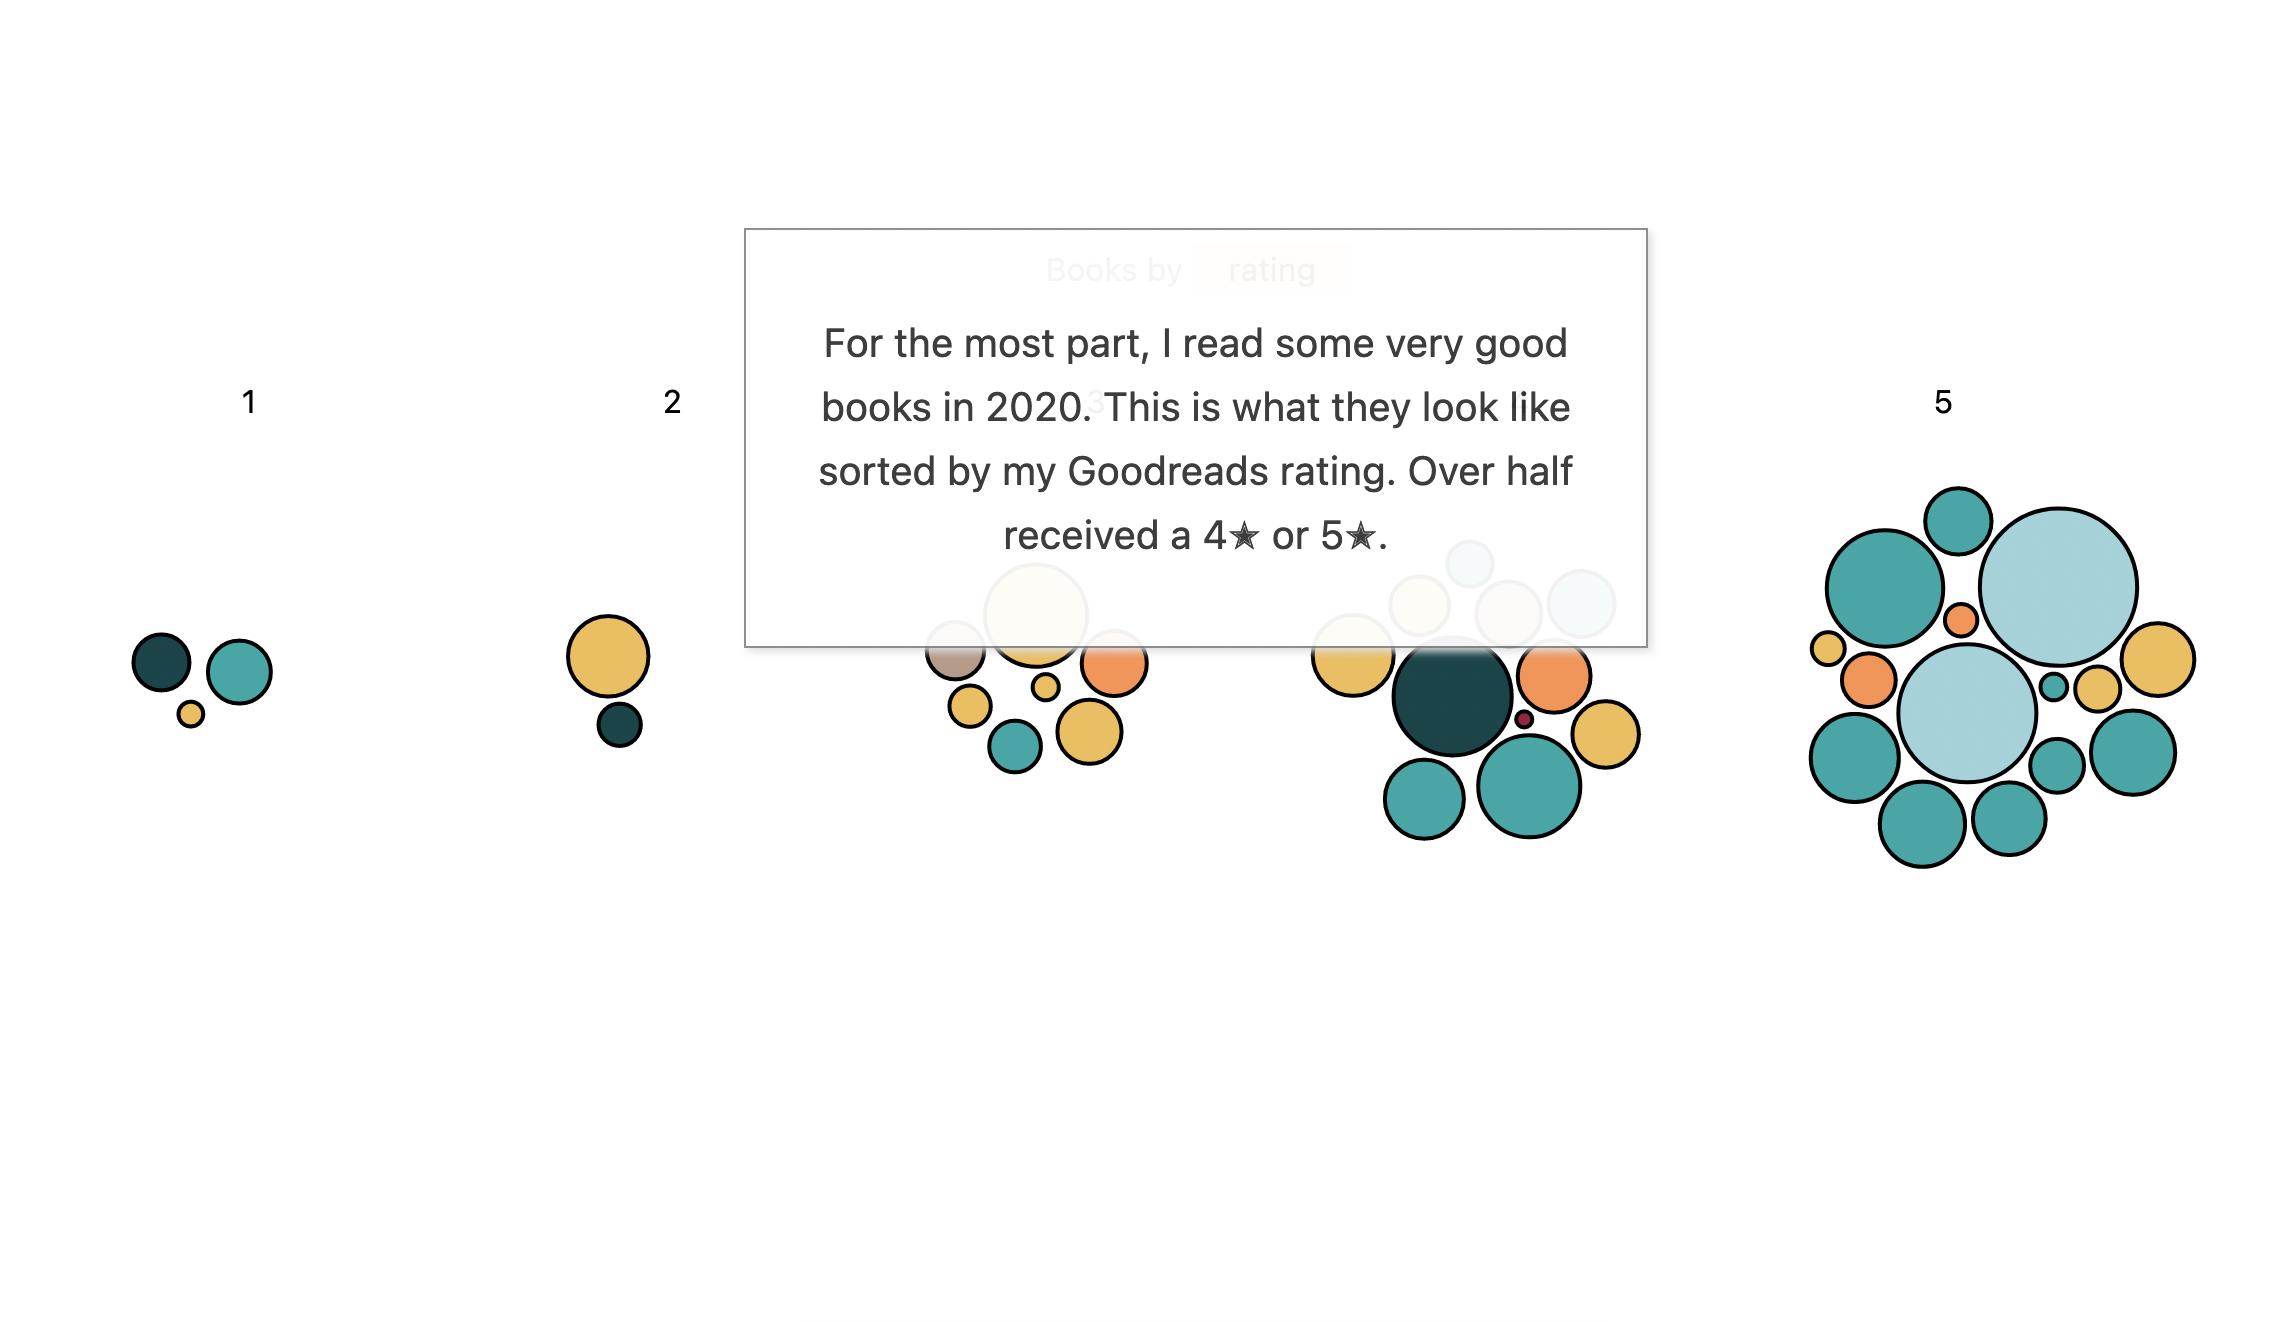 Books by rating
For the most part, I read some very good
books in 2020. This is what they look like
sorted by my Goodreads rating. Over half
received a 4★ or 5★.
1
2
3
5